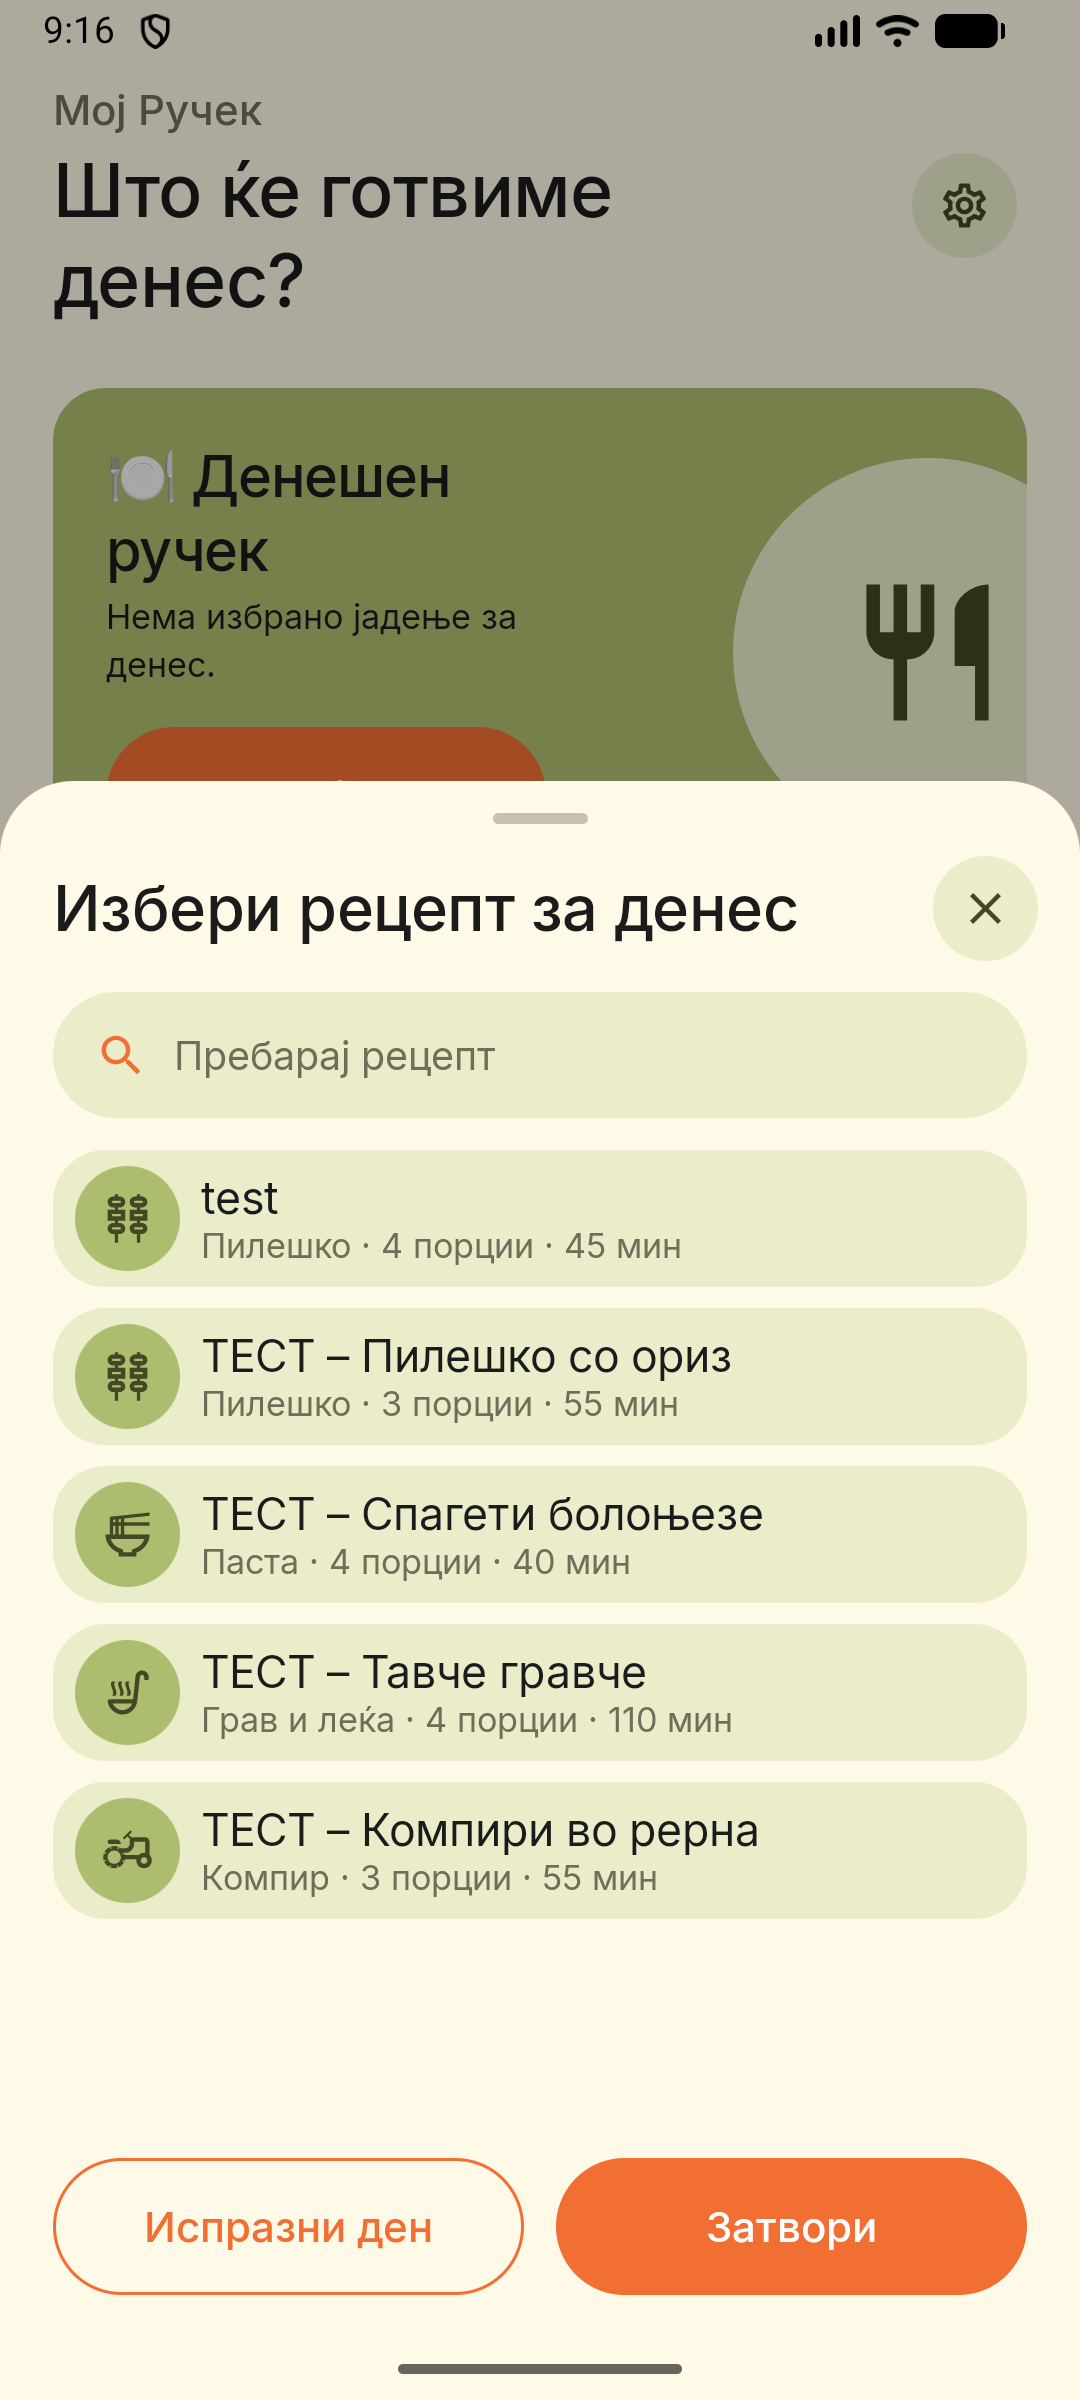 9:16
Мој Ручек
Што ќе готвиме
денес?
🍽️ Денешен
ручек
Нема избрано јадење за
денес.
Избери рецепт за денес
Пребарај рецепт
test
Пилешко · 4 порции · 45 мин
ТЕСТ – Пилешко со ориз
Пилешко · 3 порции · 55 мин
ТЕСТ – Спагети болоњезе
Паста · 4 порции · 40 мин
ТЕСТ – Тавче гравче
Грав и леќа · 4 порции · 110 мин
ТЕСТ – Компири во рерна
Компир · 3 порции · 55 мин
Испразни ден
Затвори